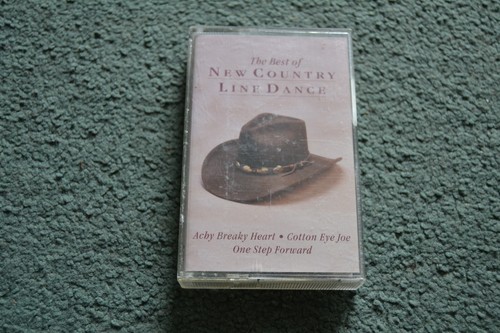 The Best of
NEW COUNTRY
LINE DANCE
Achy Breaky Heart • Cotton Eye Joe
One Step Forward